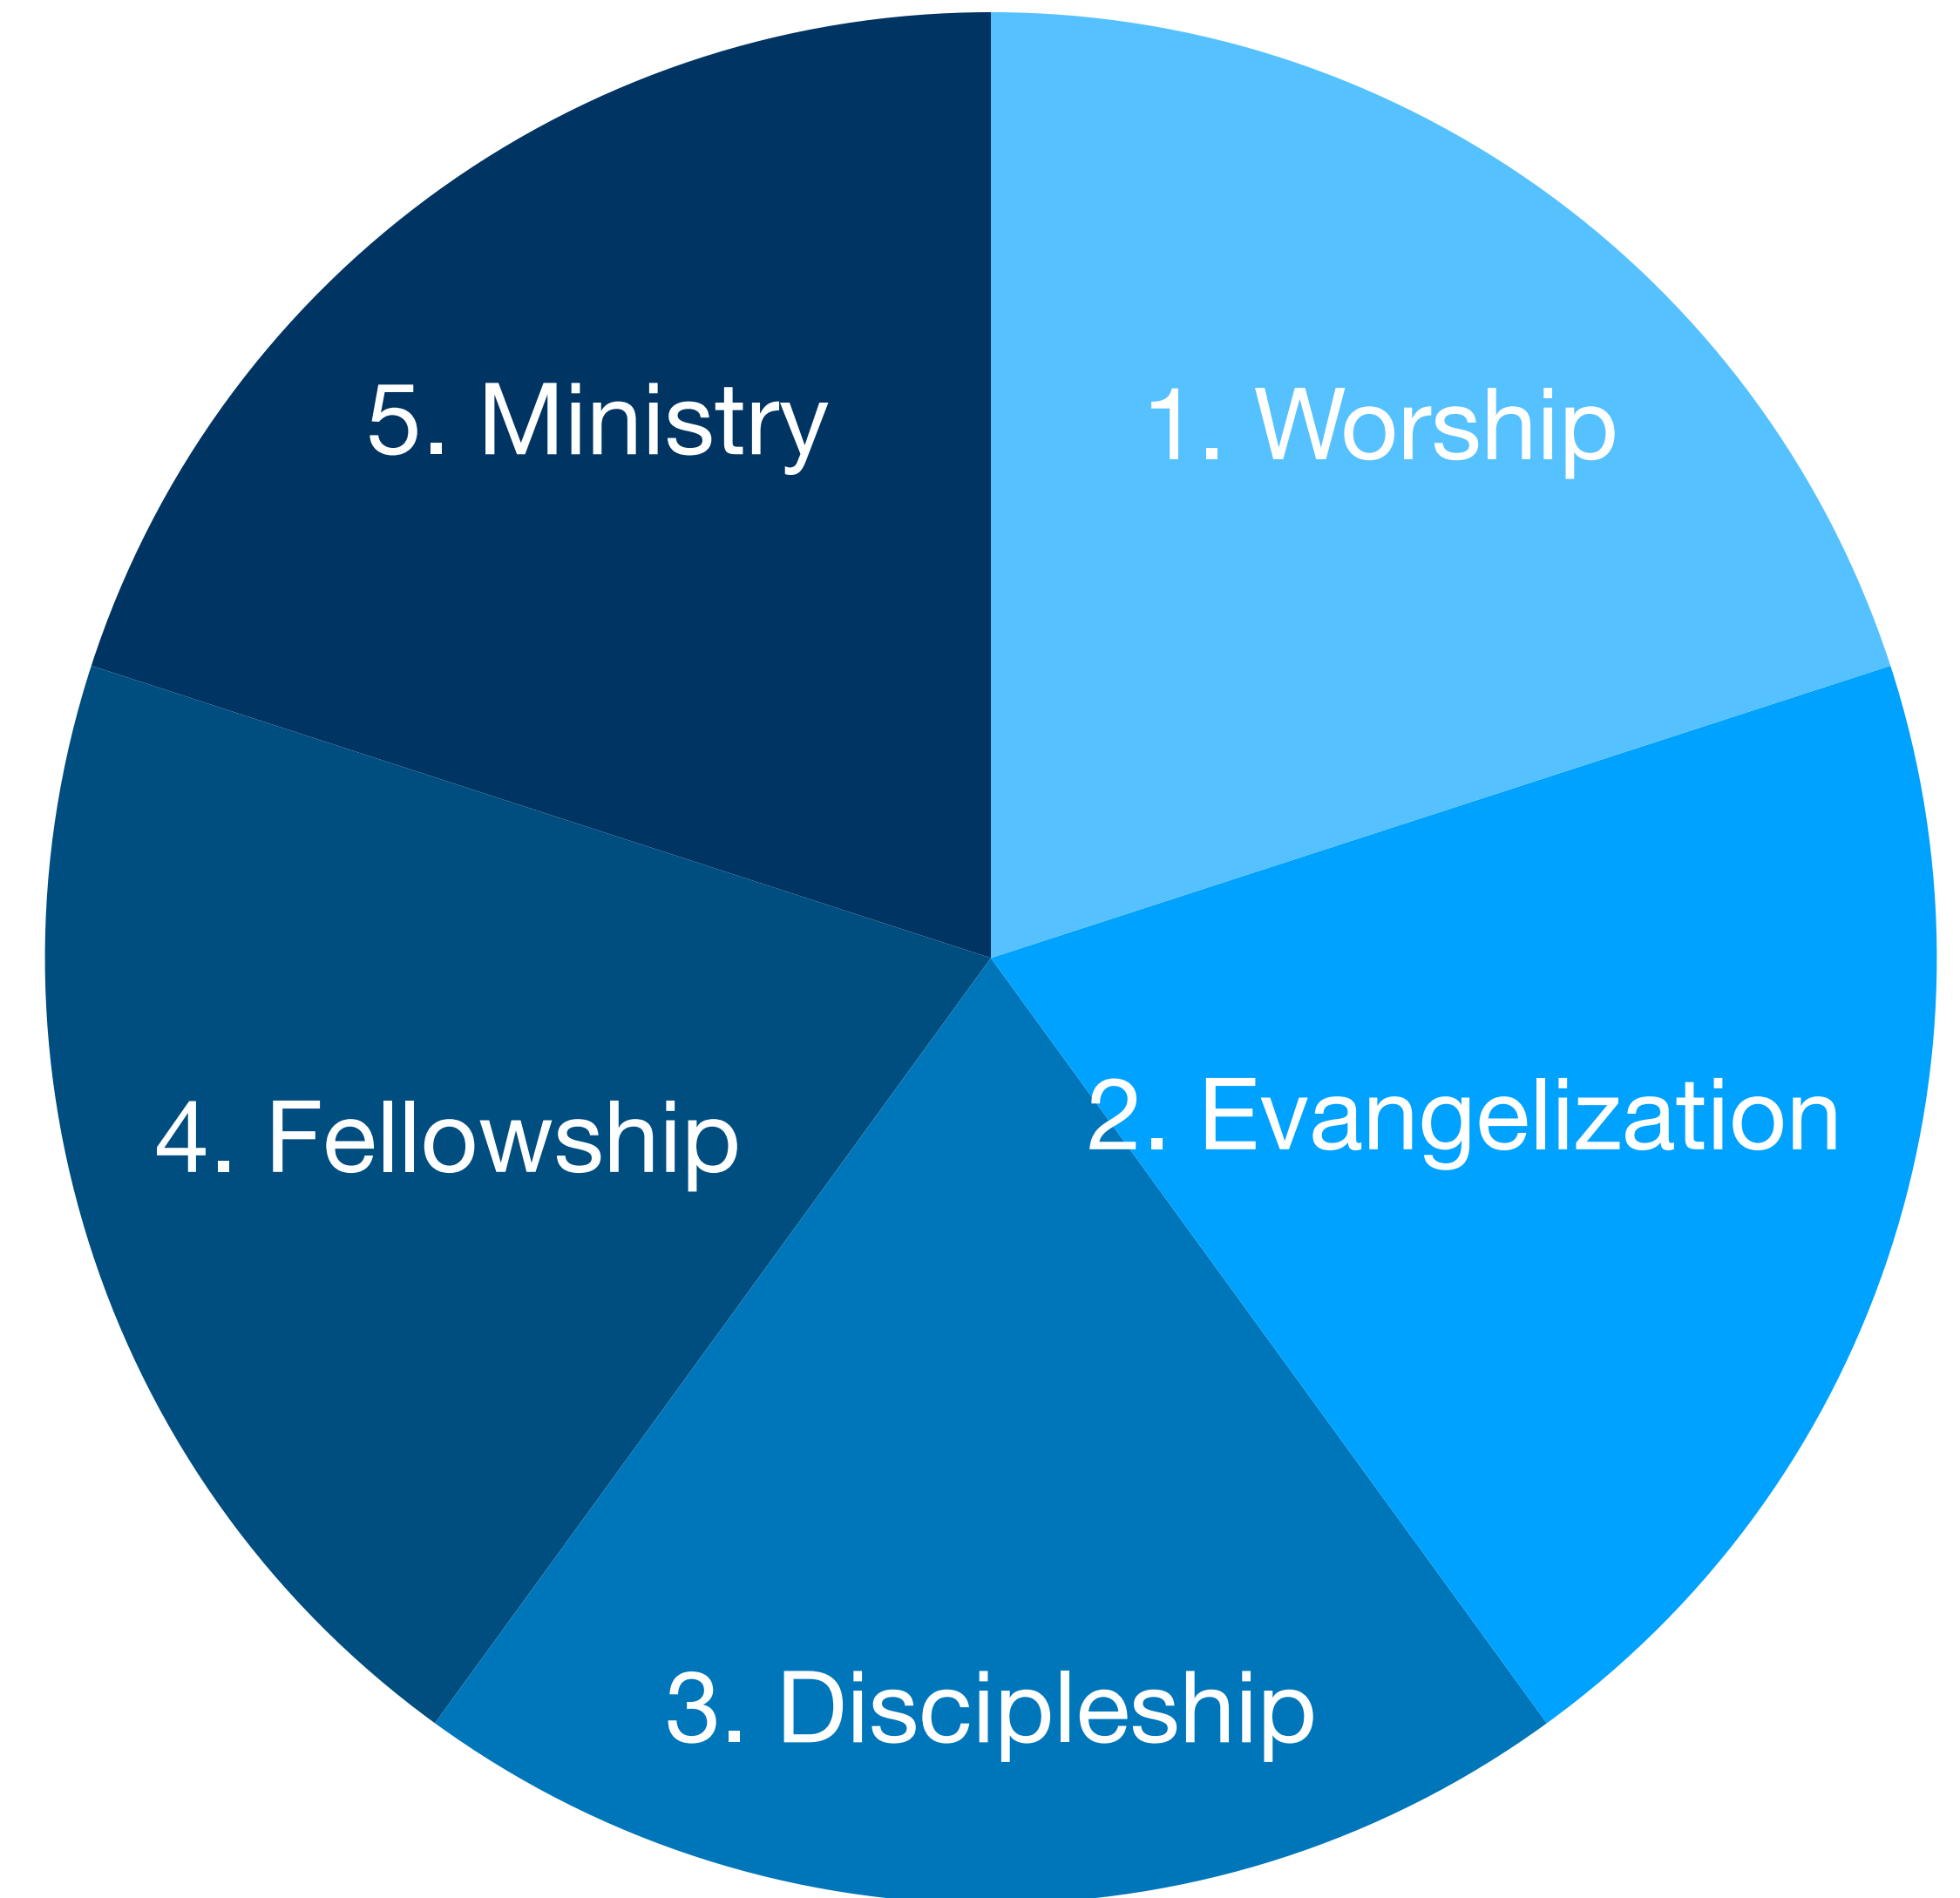 1. Worship
2. Evangelization
3. Discipleship
4. Fellowship
5. Ministry